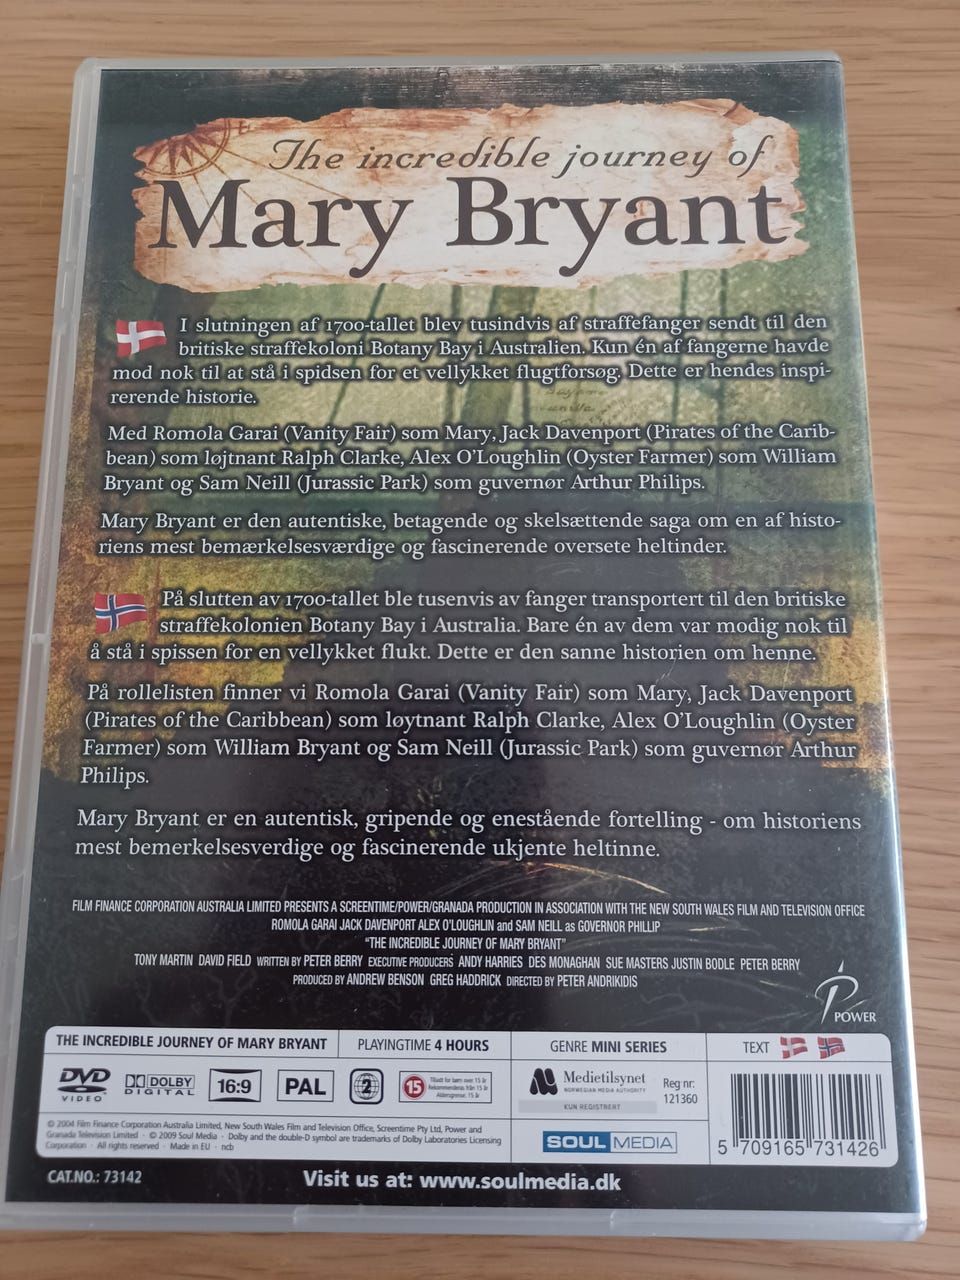 The incredible journey of
Mary Bryant
I slutningen af 1700-tallet blev tusindvis af straffefanger sendt til den
britiske straffekoloni Botany Bay i Australien. Kun én af fangerne havde
mod nok til at stå i spidsen for et vellykket flugtforsøg. Dette er hendes inspi-
rerende historie.
Med Romola Garai (Vanity Fair) som Mary, Jack Davenport (Pirates of the Carib-
bean) som løjtnant Ralph Clarke, Alex O'Loughlin (Oyster Farmer) som William
Bryant og Sam Neill (Jurassic Park) som guvernør Arthur Philips.
Mary Bryant er den autentiske, betagende og skelsættende saga om en af histo-
riens mest bemærkelsesværdige og fascinerende oversete heltinder.
På slutten av 1700-tallet ble tusenvis av fanger transportert til den britiske
straffekolonien Botany Bay i Australia. Bare én av dem var modig nok til
å stå i spissen for en vellykket flukt. Dette er den sanne historien om henne.
På rollelisten finner vi Romola Garai (Vanity Fair) som Mary, Jack Davenport
(Pirates of the Caribbean) som løytnant Ralph Clarke, Alex O'Loughlin (Oyster
Farmer) som William Bryant og Sam Neill (Jurassic Park) som guvernør Arthur
Philips.
Mary Bryant er en autentisk, gripende og enestående fortelling - om historiens
mest bemerkelsesverdige og fascinerende ukjente heltinne.
FILM FINANCE CORPORATION AUSTRALIA LIMITED PRESENTS A SCREENTIME/POWER/GRANADA PRODUCTION IN ASSOCIATION WITH THE NEW SOUTH WALES FILM AND TELEVISION OFFICE
ROMOLA GARAI JACK DAVENPORT ALEX O'LOUGHLIN and SAM NEILL as GOVERNOR PHILLIP
"THE INCREDIBLE JOURNEY OF MARY BRYANT"
TONY MARTIN DAVID FIELD WRITTEN BY PETER BERRY EXECUTIVE PRODUCERS ANDY HARRIES DES MONAGHAN SUE MASTERS JUSTIN BODLE PETER BERRY
PRODUCED BY ANDREW BENSON GREG HADDRICK DIRECTED BY PETER ANDRIKIDIS
POWER
THE INCREDIBLE JOURNEY OF MARY BRYANT PLAYINGTIME 4 HOURS GENRE MINI SERIES TEXT
DVD VIDEO DOLBY DIGITAL 16:9 PAL 2 15
Tilladt for børn over 15 år
Rekommenderas från 15 år
Aldersgrense. 15 år
Medietilsynet
NORWEGIAN MEDIA AUTHORITY
KUN REGISTRERT
Reg nr:
121360
© 2004 Film Finance Corporation Australia Limited, New South Wales Film and Television Office, Screentime Pty Ltd, Power and
Granada Television Limited · © 2009 Soul Media · Dolby and the double-D symbol are trademarks of Dolby Laboratories Licensing
Corporation · All rights reserved · Made in EU · ncb
SOUL MEDIA
5 709165 731426
CAT.NO.: 73142
Visit us at: www.soulmedia.dk